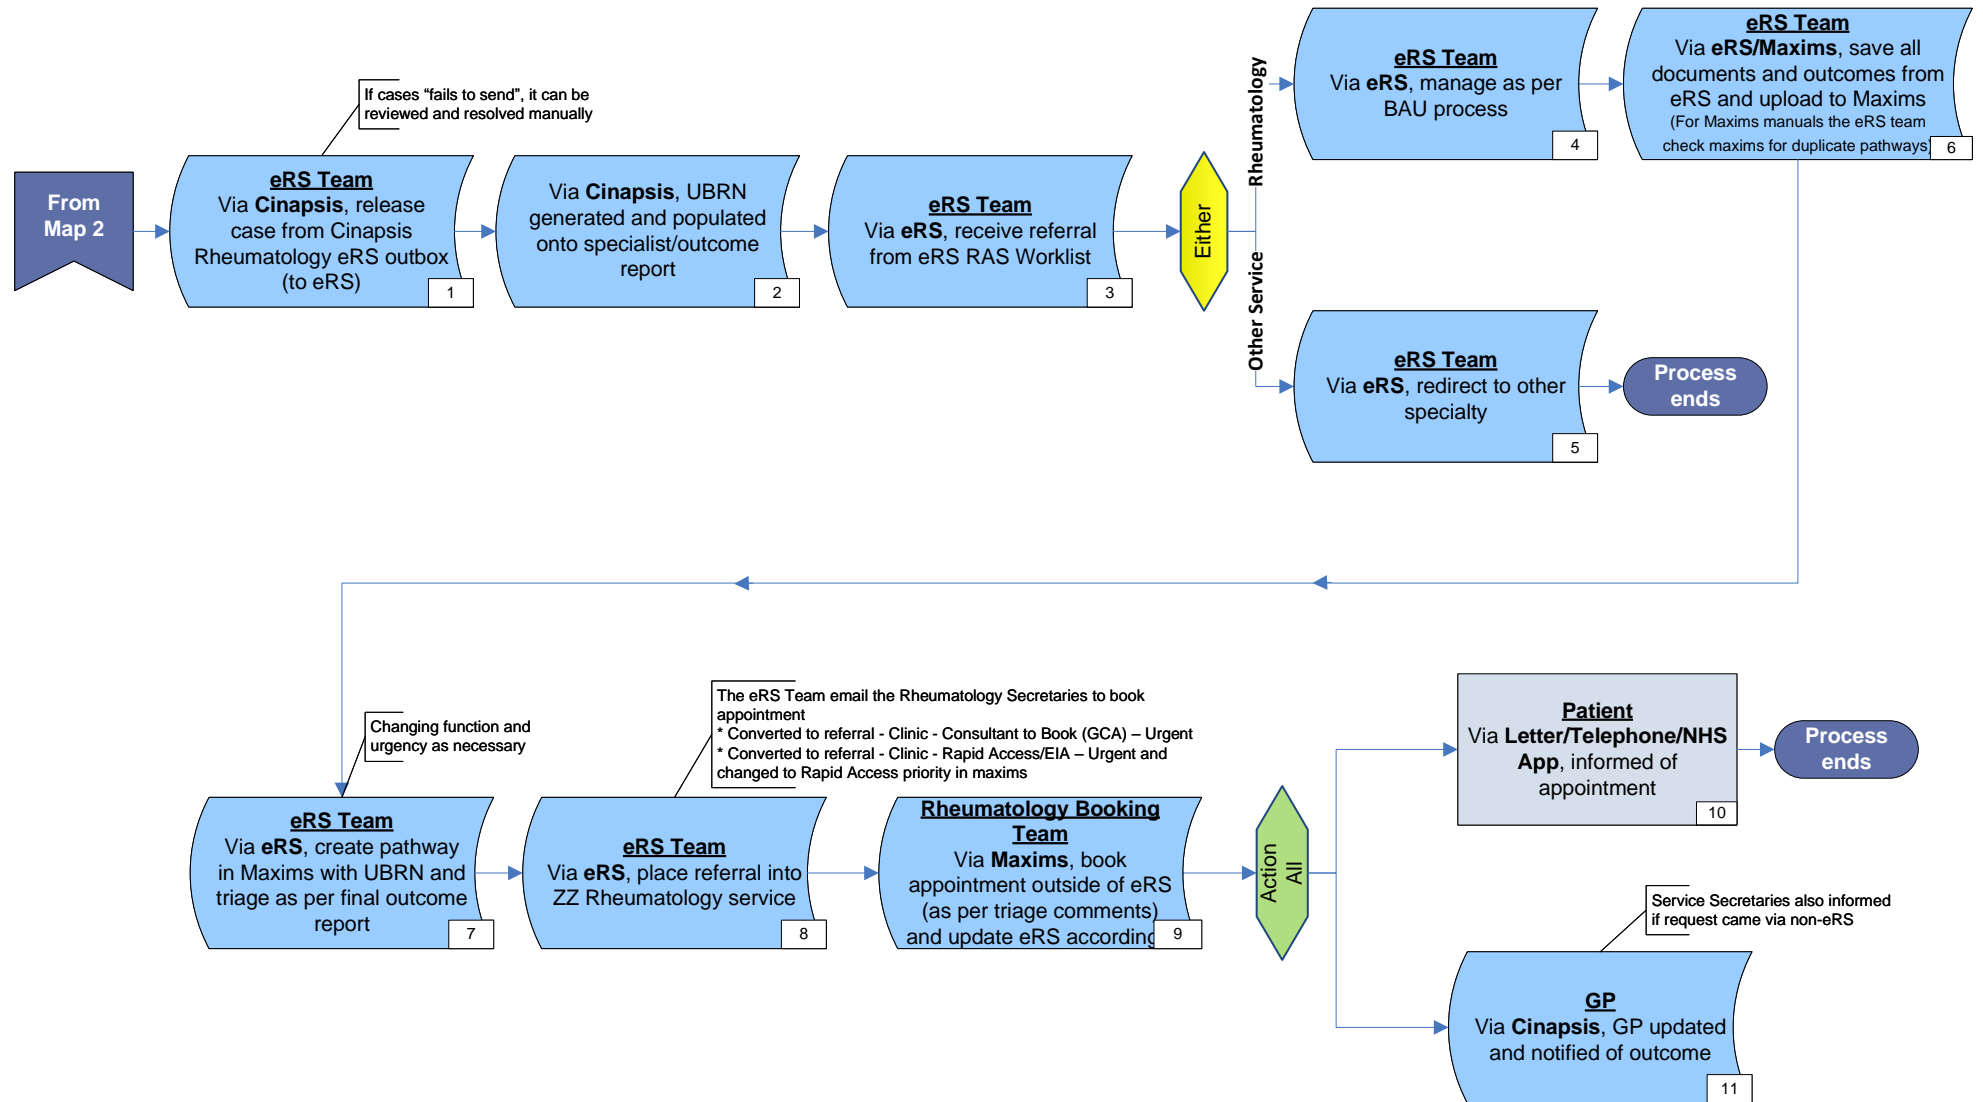 If cases “fails to send”, it can be
reviewed and resolved manually
From
Map 2
eRS Team
Via Cinapsis, release
case from Cinapsis
Rheumatology eRS outbox
(to eRS)
1
Via Cinapsis, UBRN
generated and populated
onto specialist/outcome
report
2
eRS Team
Via eRS, receive referral
from eRS RAS Worklist
3
Either
Rheumatology
Other Service
eRS Team
Via eRS, manage as per
BAU process
4
eRS Team
Via eRS/Maxims, save all
documents and outcomes from
eRS and upload to Maxims
(For Maxims manuals the eRS team
check maxims for duplicate pathways)
6
eRS Team
Via eRS, redirect to other
specialty
5
Process
ends
Changing function and
urgency as necessary
eRS Team
Via eRS, create pathway
in Maxims with UBRN and
triage as per final outcome
report
7
The eRS Team email the Rheumatology Secretaries to book
appointment
* Converted to referral - Clinic - Consultant to Book (GCA) – Urgent
* Converted to referral - Clinic - Rapid Access/EIA – Urgent and
changed to Rapid Access priority in maxims
eRS Team
Via eRS, place referral into
ZZ Rheumatology service
8
Rheumatology Booking
Team
Via Maxims, book
appointment outside of eRS
(as per triage comments)
and update eRS according
9
Action
All
Patient
Via Letter/Telephone/NHS
App, informed of
appointment
10
Process
ends
Service Secretaries also informed
if request came via non-eRS
GP
Via Cinapsis, GP updated
and notified of outcome
11